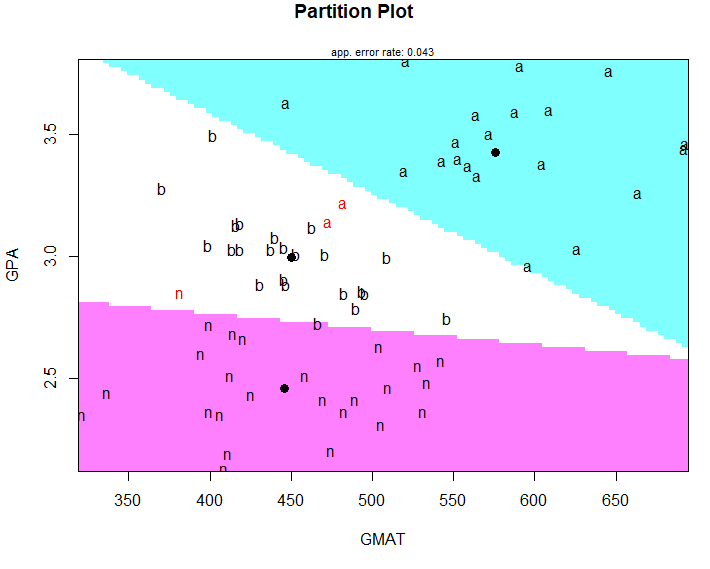 Partition Plot
app. error rate: 0.043
a a a
a
a a a
3.5
b a
a a a
a a a a
a a
a
b a
a
a
b b b
b b a
b b b b b
3.0
b b
GPA
a
b b b
n b b b
b
b b
n
n n
n n
n
n
n n n
n n
n n n
n
n n n n
n n n n
n
n n
n
2.5
350 400 450 500 550 600 650
GMAT